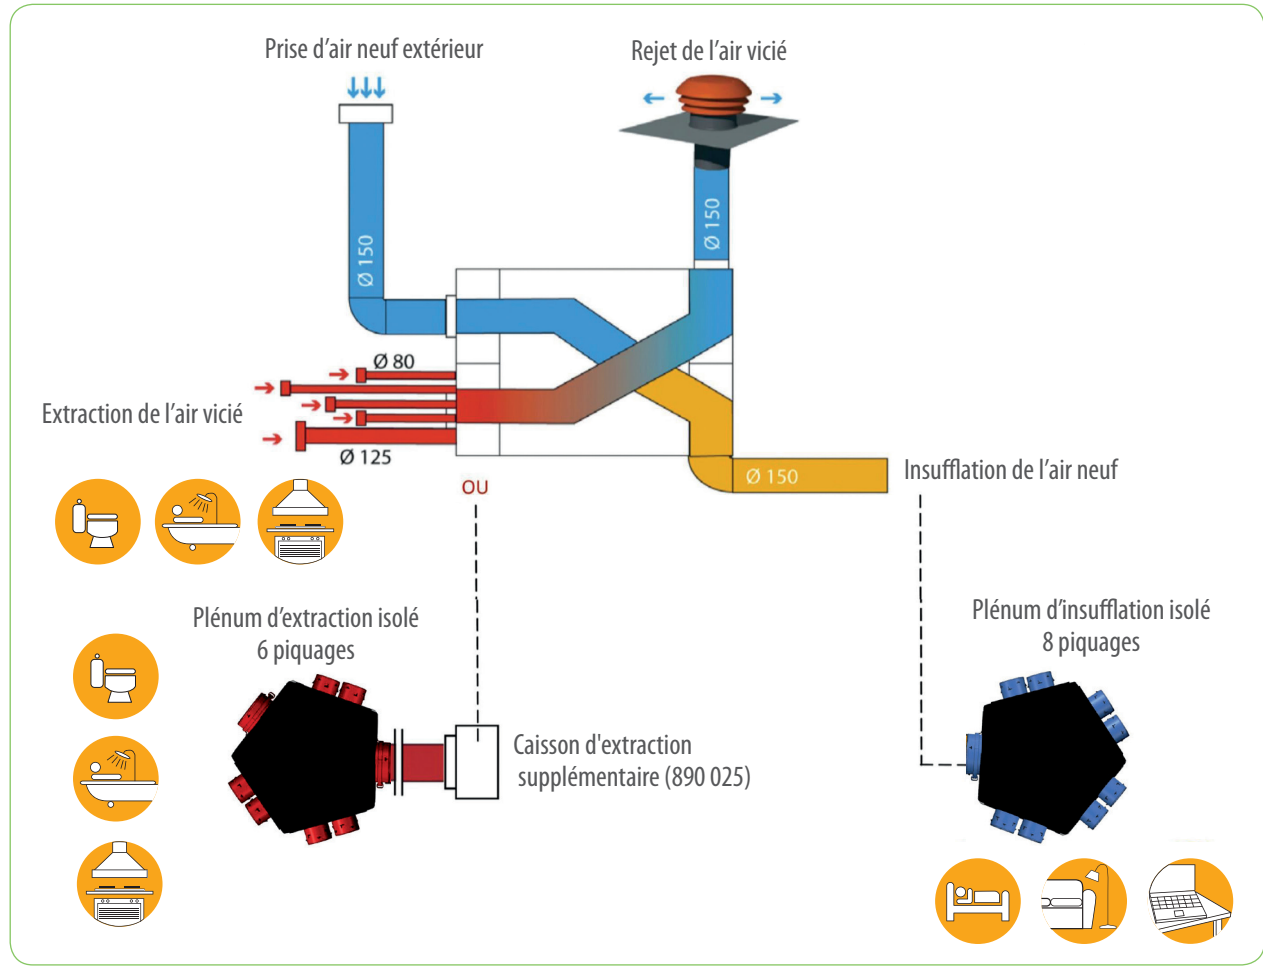 Prise d’air neuf extérieur
Rejet de l’air vicié
Ø 150
Ø 150
Ø 80
Extraction de l’air vicié
Ø 125
Ø 150
Insufflation de l’air neuf
OU
Plénum d’extraction isolé
6 piquages
Plénum d’insufflation isolé
8 piquages
Caisson d'extraction
supplémentaire (890 025)